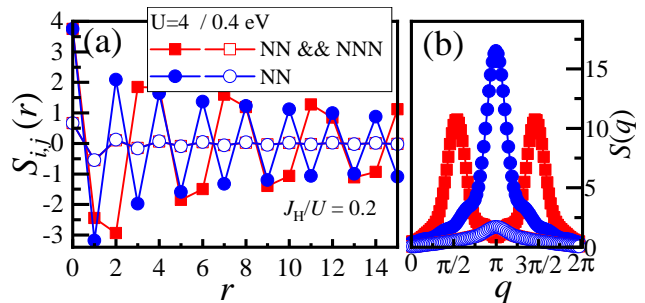 U=4 / 0.4 eV
(a)
NN && NNN
NN
(b)
4
3
2
1
0
-1
-2
-3
S_{i,j}(r)
J_H/U = 0.2
0 2 4 6 8 10 12 14
r
15
10
5
0
S(q)
0 π/2 π 3π/2 2π
q